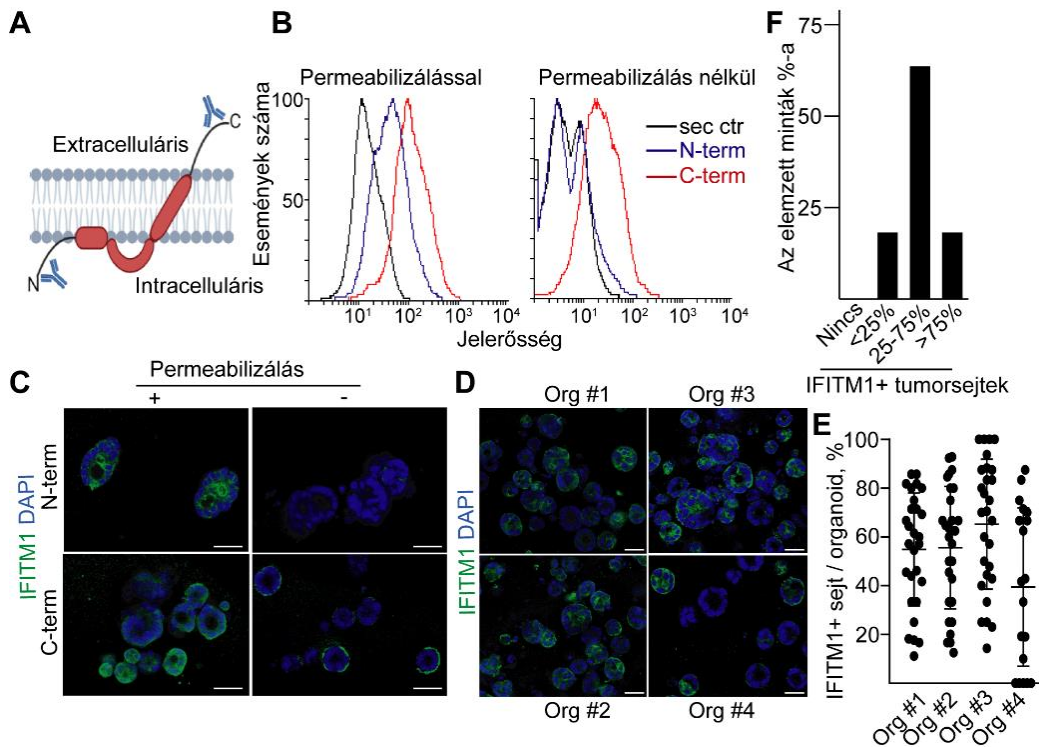 A
Extracelluláris
C
N
Intracelluláris
B
Permeabilizálással
Permeabilizálás nélkül
Események száma
100
50
sec ctr
N-term
C-term
10¹ 10² 10³ 10⁴
10¹ 10² 10³ 10⁴
Jelerősség
F
Az elemzett minták %-a
75
50
25
Nincs
<25%
25-75%
>75%
IFITM1+ tumorsejtek
C
Permeabilizálás
+ -
IFITM1 DAPI
N-term
C-term
D
Org #1 Org #3
IFITM1 DAPI
Org #2 Org #4
E
IFITM1+ sejt / organoid, %
100
80
60
40
20
Org #1
Org #2
Org #3
Org #4